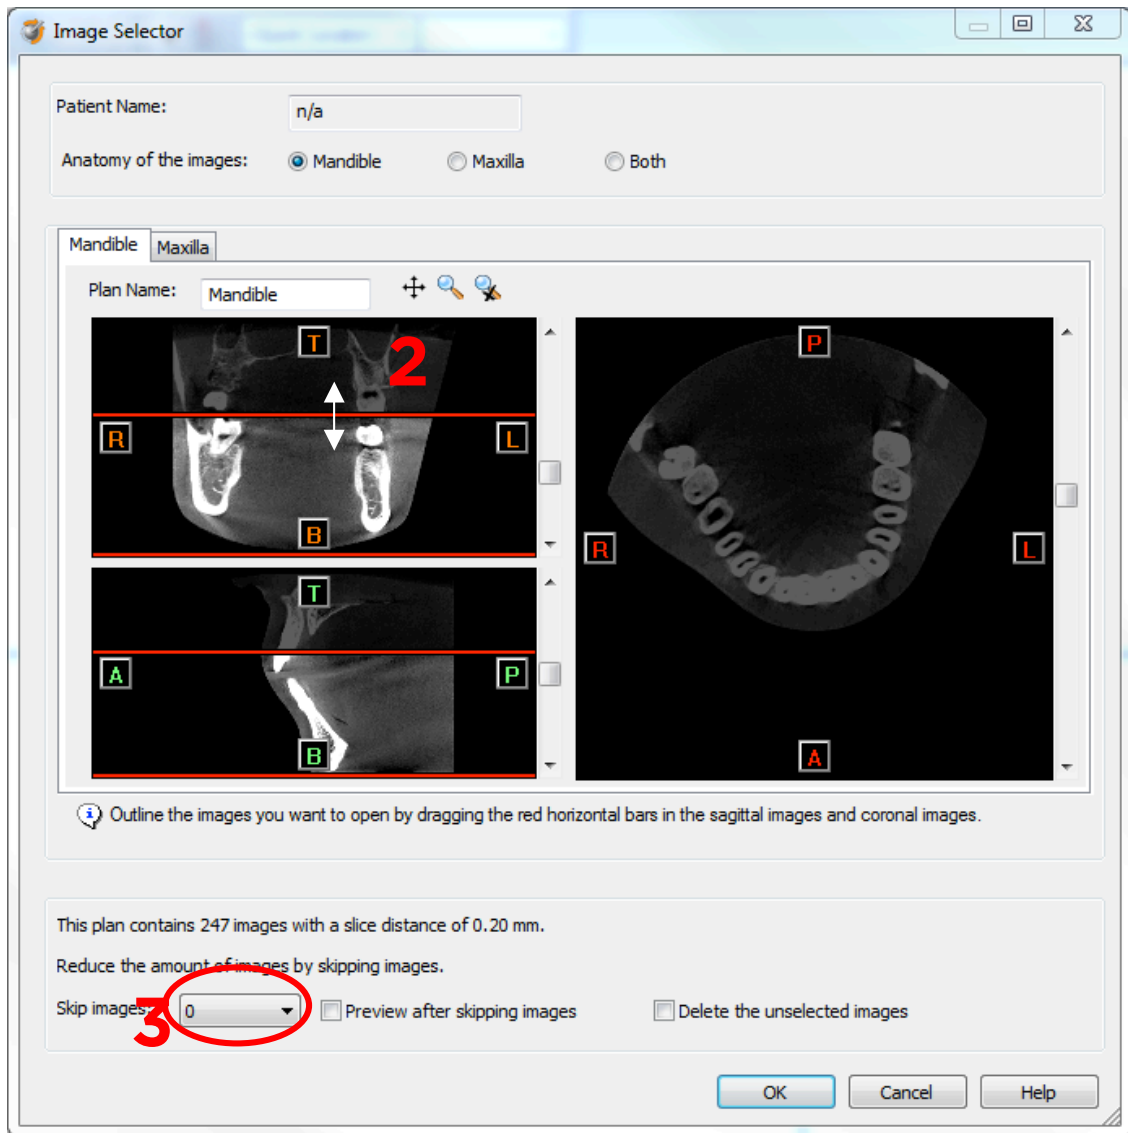 Image Selector
Patient Name: n/a
Anatomy of the images: Mandible Maxilla Both
Mandible Maxilla
Plan Name: Mandible
T
2
R L
B
T
A P
B
P
R L
A
Outline the images you want to open by dragging the red horizontal bars in the sagittal images and coronal images.
This plan contains 247 images with a slice distance of 0.20 mm.
Reduce the amount of images by skipping images.
Skip images: 3 0 Preview after skipping images Delete the unselected images
OK Cancel Help